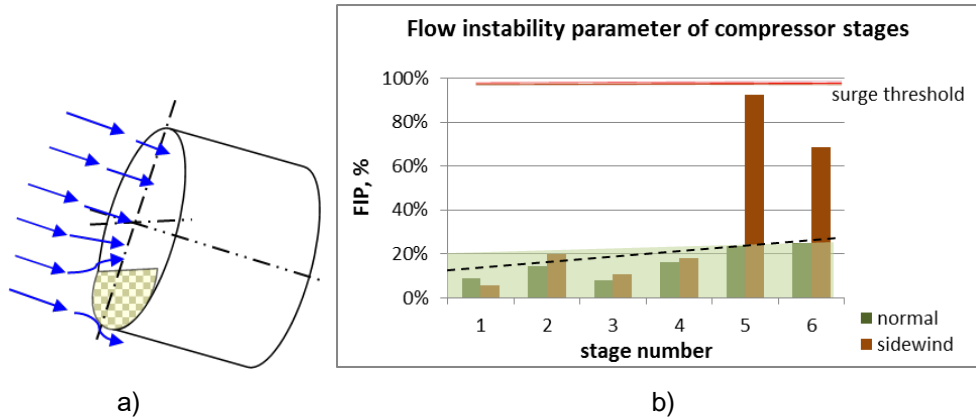 Flow instability parameter of compressor stages
100%
80%
60%
40%
20%
0%
FIP, %
surge threshold
1 2 3 4 5 6
stage number
normal
sidewind
a)
b)